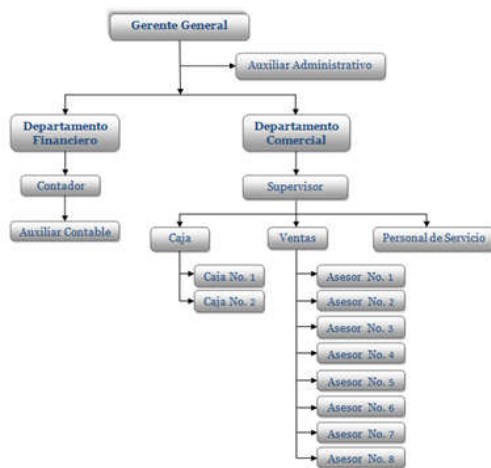 Gerente General
Auxiliar Administrativo
Departamento
Financiero
Departamento
Comercial
Contador
Supervisor
Auxiliar Contable
Caja
Ventas
Personal de Servicio
Caja No. 1
Caja No. 2
Asesor No. 1
Asesor No. 2
Asesor No. 3
Asesor No. 4
Asesor No. 5
Asesor No. 6
Asesor No. 7
Asesor No. 8